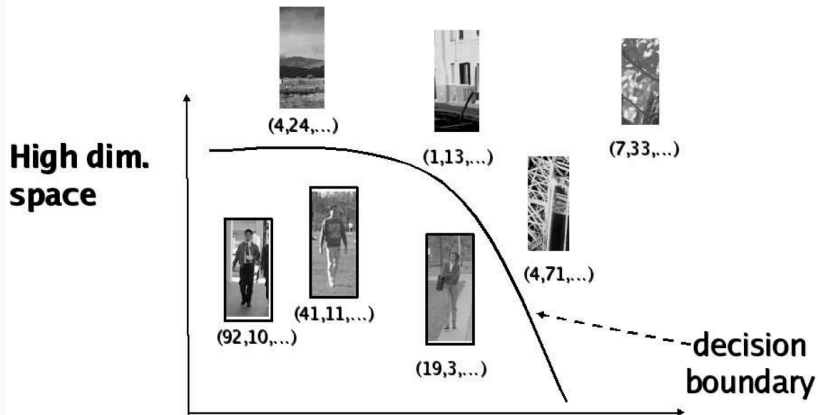 High dim.
space
(4,24,...)
(1,13,...)
(7,33,...)
(4,71,...)
(41,11,...)
(92,10,...)
(19,3,...)
decision
boundary